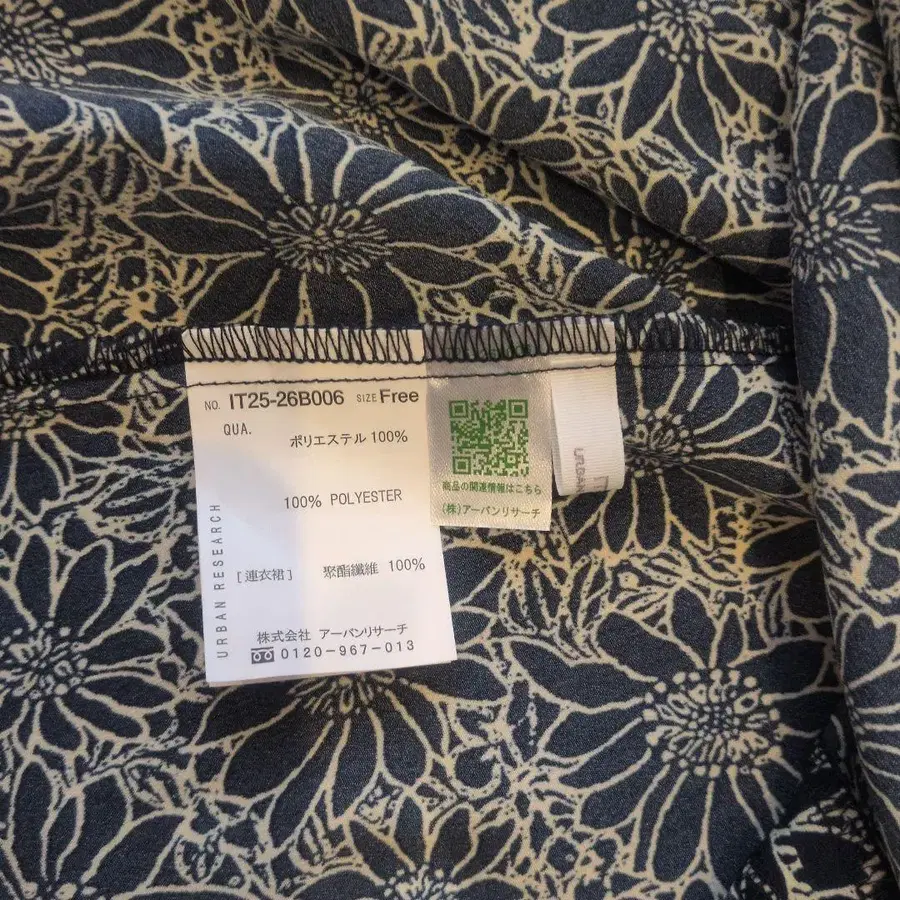 NO. IT25-26B006 SIZE Free
QUA.
ポリエステル 100%
100% POLYESTER
[連衣裙] 聚酯纖維 100%
URBAN RESEARCH
株式会社 アーバンリサーチ
0120-967-013
商品の関連情報はこちら
(株)アーバンリサーチ